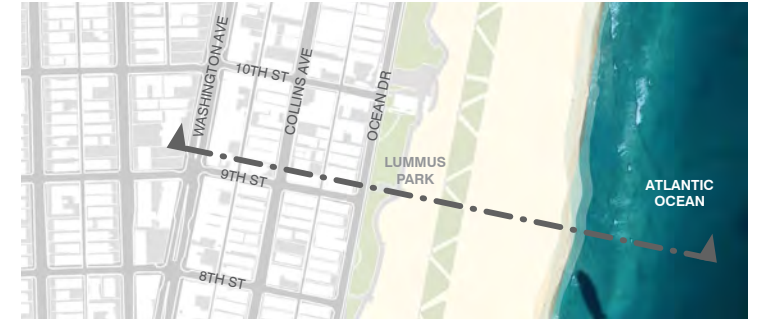 WASHINGTON AVE
10TH ST
COLLINS AVE
OCEAN DR
LUMMUS
PARK
9TH ST
ATLANTIC
OCEAN
8TH ST